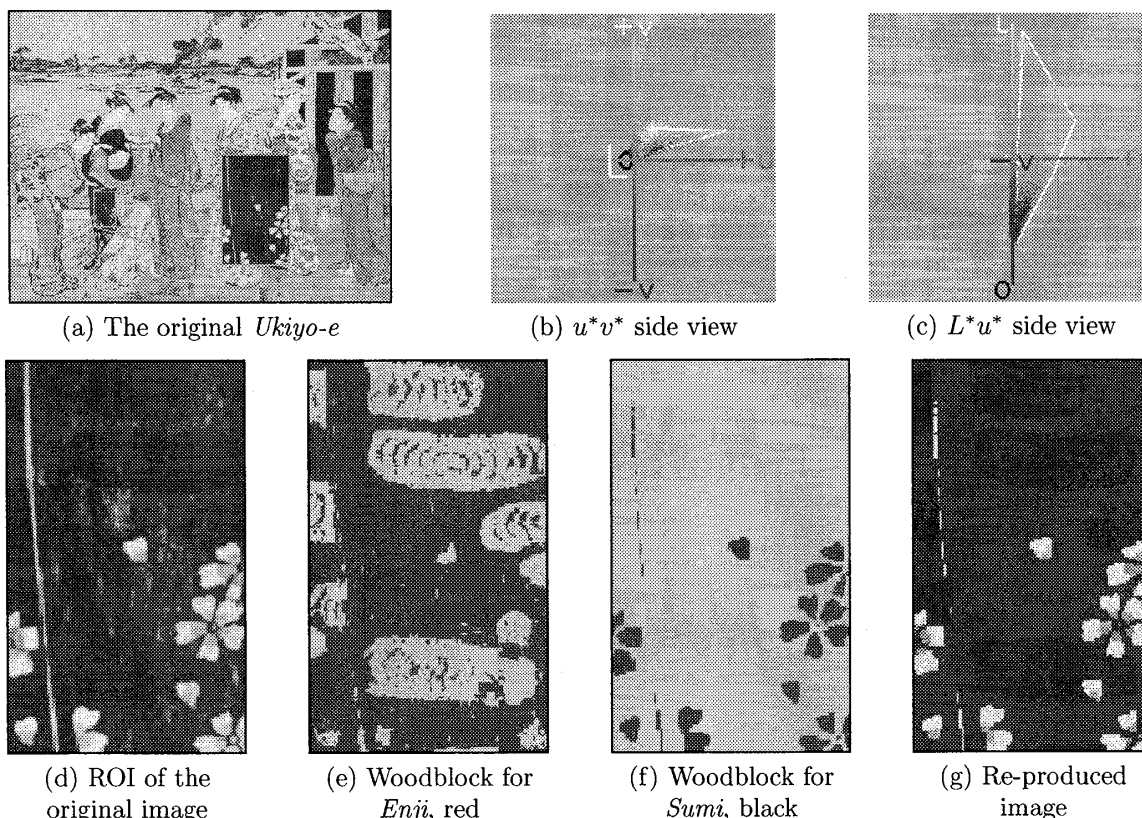 +v
O
L
-v
L
-v
O
(a) The original Ukiyo-e
(b) u*v* side view
(c) L*u* side view
(d) ROI of the
original image
(e) Woodblock for
Enji, red
(f) Woodblock for
Sumi, black
(g) Re-produced
image